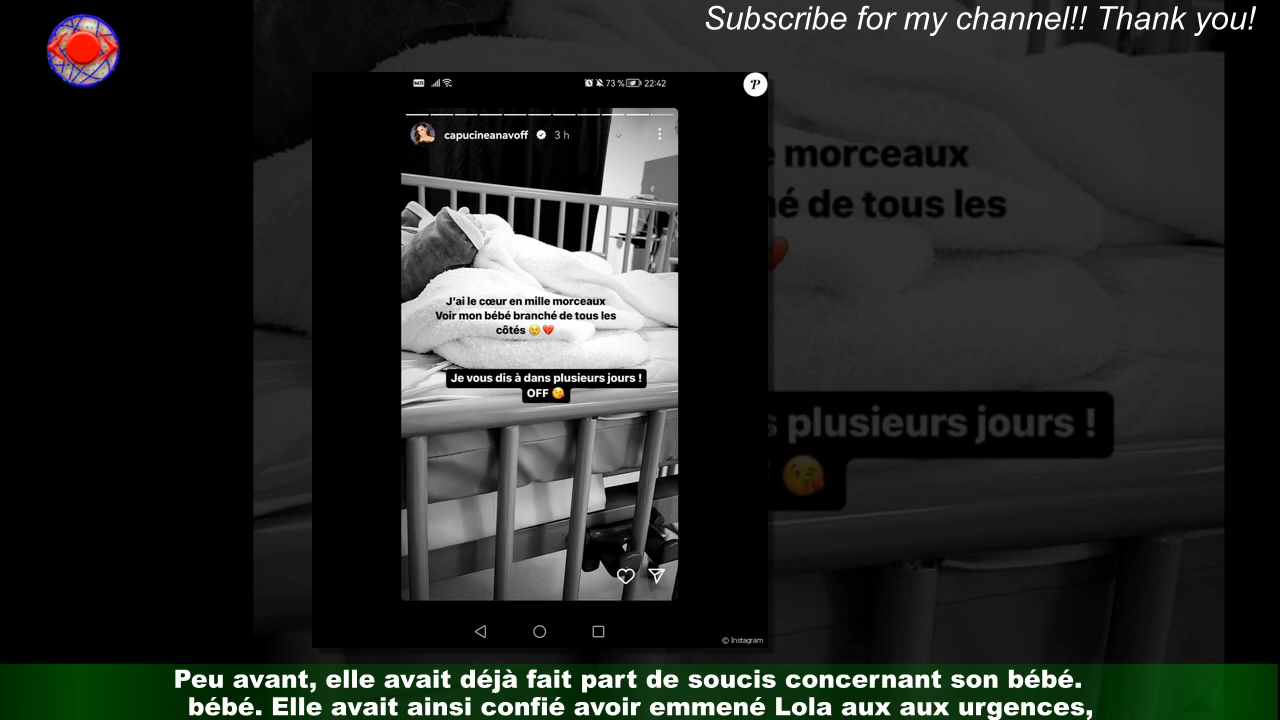 Subscribe for my channel!! Thank you!
73 % 22:42
P
capucineanavoff 3 h
morceaux
é de tous les
J'ai le cœur en mille morceaux
Voir mon bébé branché de tous les
côtés 😢💔
Je vous dis à dans plusieurs jours !
OFF 😘
plusieurs jours !
© Instagram
Peu avant, elle avait déjà fait part de soucis concernant son bébé.
bébé. Elle avait ainsi confié avoir emmené Lola aux aux urgences,